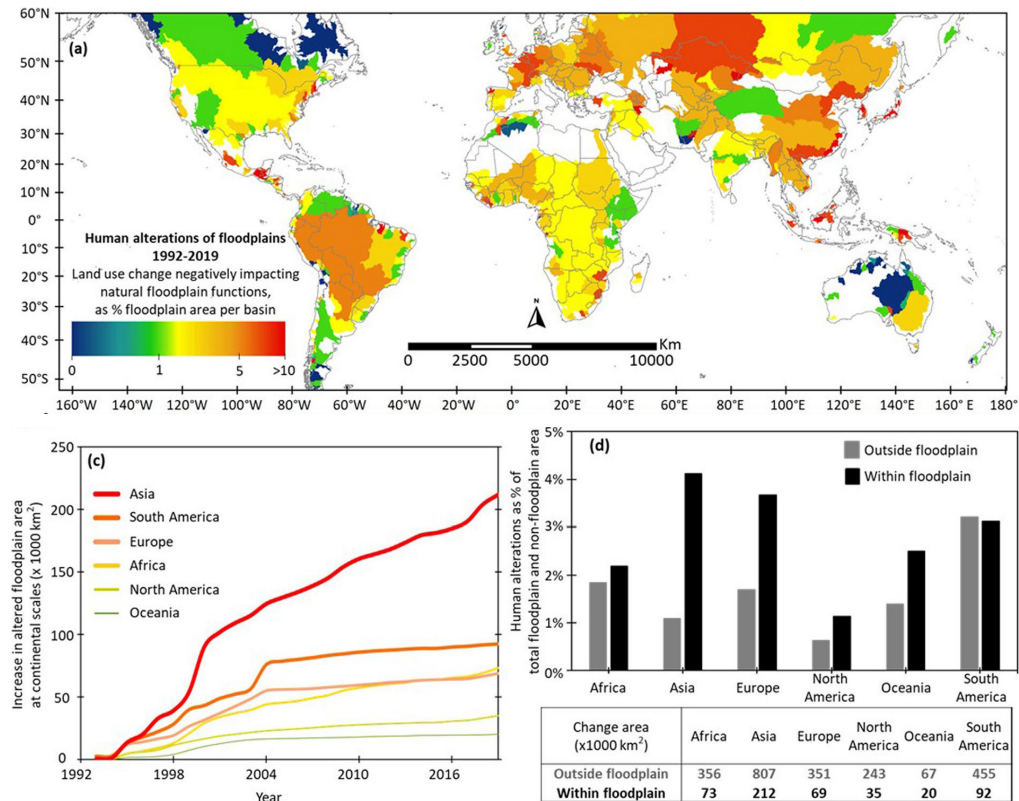 (a)
60°N
50°N
40°N
30°N
20°N
10°N
0°
10°S
20°S
30°S
40°S
50°S
Human alterations of floodplains
1992-2019
Land use change negatively impacting
natural floodplain functions,
as % floodplain area per basin
0 1 5 >10
N
Km
0 2500 5000 10000
160°W 140°W 120°W 100°W 80°W 60°W 40°W 20°W 0° 20°E 40°E 60°E 80°E 100°E 120°E 140°E 160°E 180°
(c)
Increase in altered floodplain area
at continental scales (x 1000 km²)
250
200
150
100
50
0
Asia
South America
Europe
Africa
North America
Oceania
1992 1998 2004 2010 2016
Year
(d)
Human alterations as % of
total floodplain and non-floodplain area
5%
4%
3%
2%
1%
0%
Outside floodplain
Within floodplain
Africa Asia Europe North America Oceania South America
Change area
(x1000 km²)
Africa Asia Europe North America Oceania South America
Outside floodplain 356 807 351 243 67 455
Within floodplain 73 212 69 35 20 92